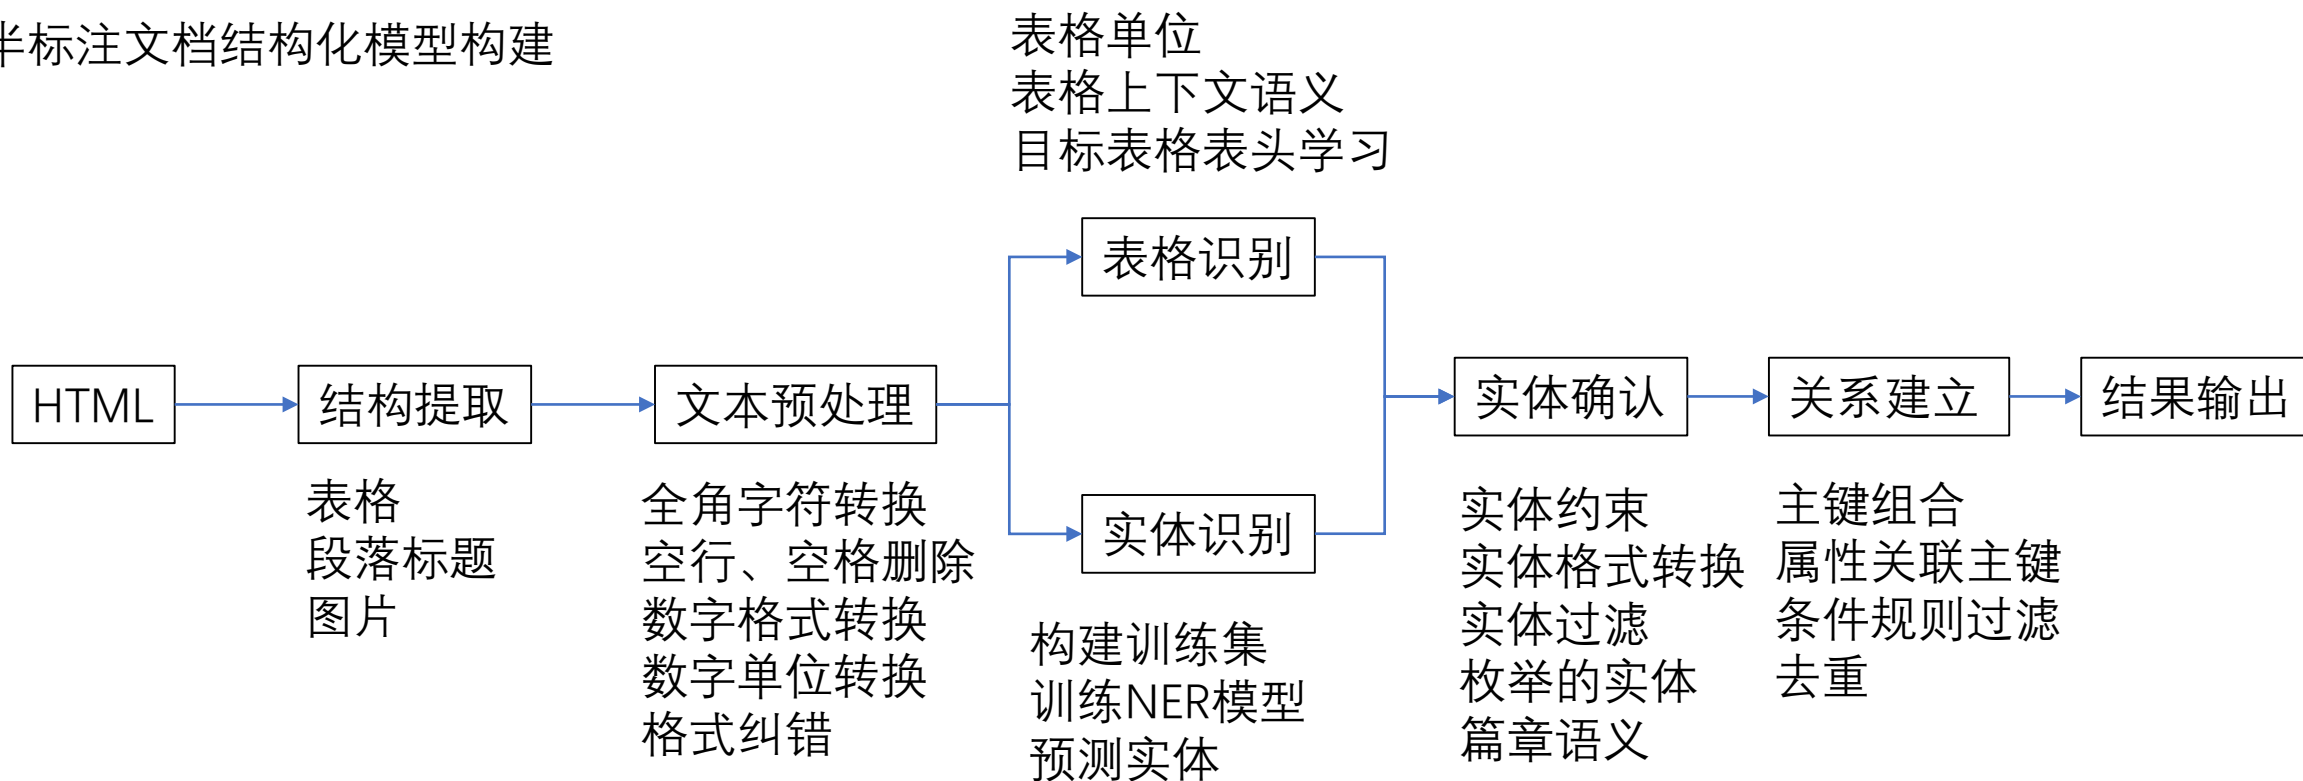 半标注文档结构化模型构建
表格单位
表格上下文语义
目标表格表头学习
表格识别
HTML
结构提取
文本预处理
实体确认
关系建立
结果输出
表格
段落标题
图片
全角字符转换
空行、空格删除
数字格式转换
数字单位转换
格式纠错
实体识别
构建训练集
训练NER模型
预测实体
实体约束
实体格式转换
实体过滤
枚举的实体
篇章语义
主键组合
属性关联主键
条件规则过滤
去重